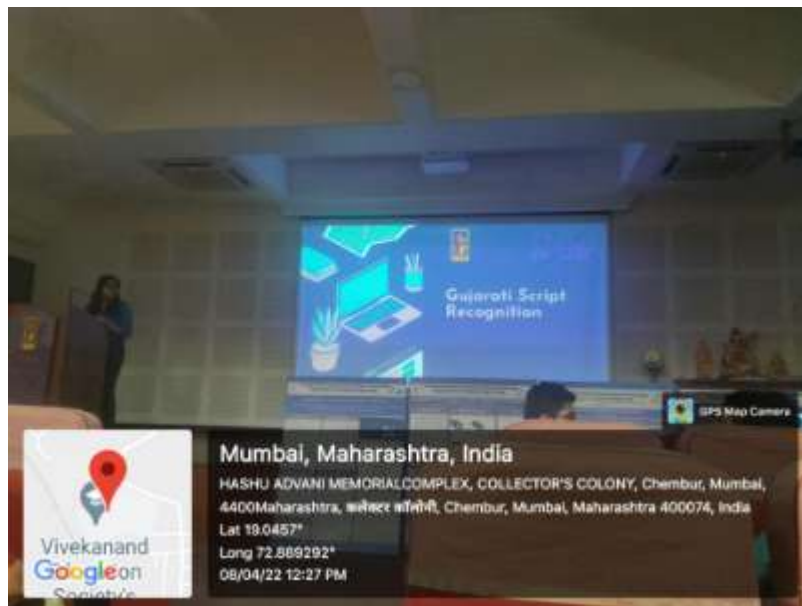 Gujarati Script
Recognition
GPS Map Camera
Mumbai, Maharashtra, India
HASHU ADVANI MEMORIALCOMPLEX, COLLECTOR'S COLONY, Chembur, Mumbai,
4400Maharashtra, कलेक्टर कॉलोनी, Chembur, Mumbai, Maharashtra 400074, India
Lat 19.0457°
Long 72.889292°
08/04/22 12:27 PM
Vivekanand
Google on
Society's